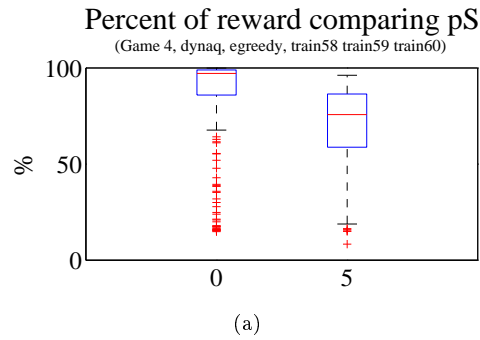 Percent of reward comparing pS
(Game 4, dynaq, egreedy, train58 train59 train60)
100
50
0
%
0 5
(a)